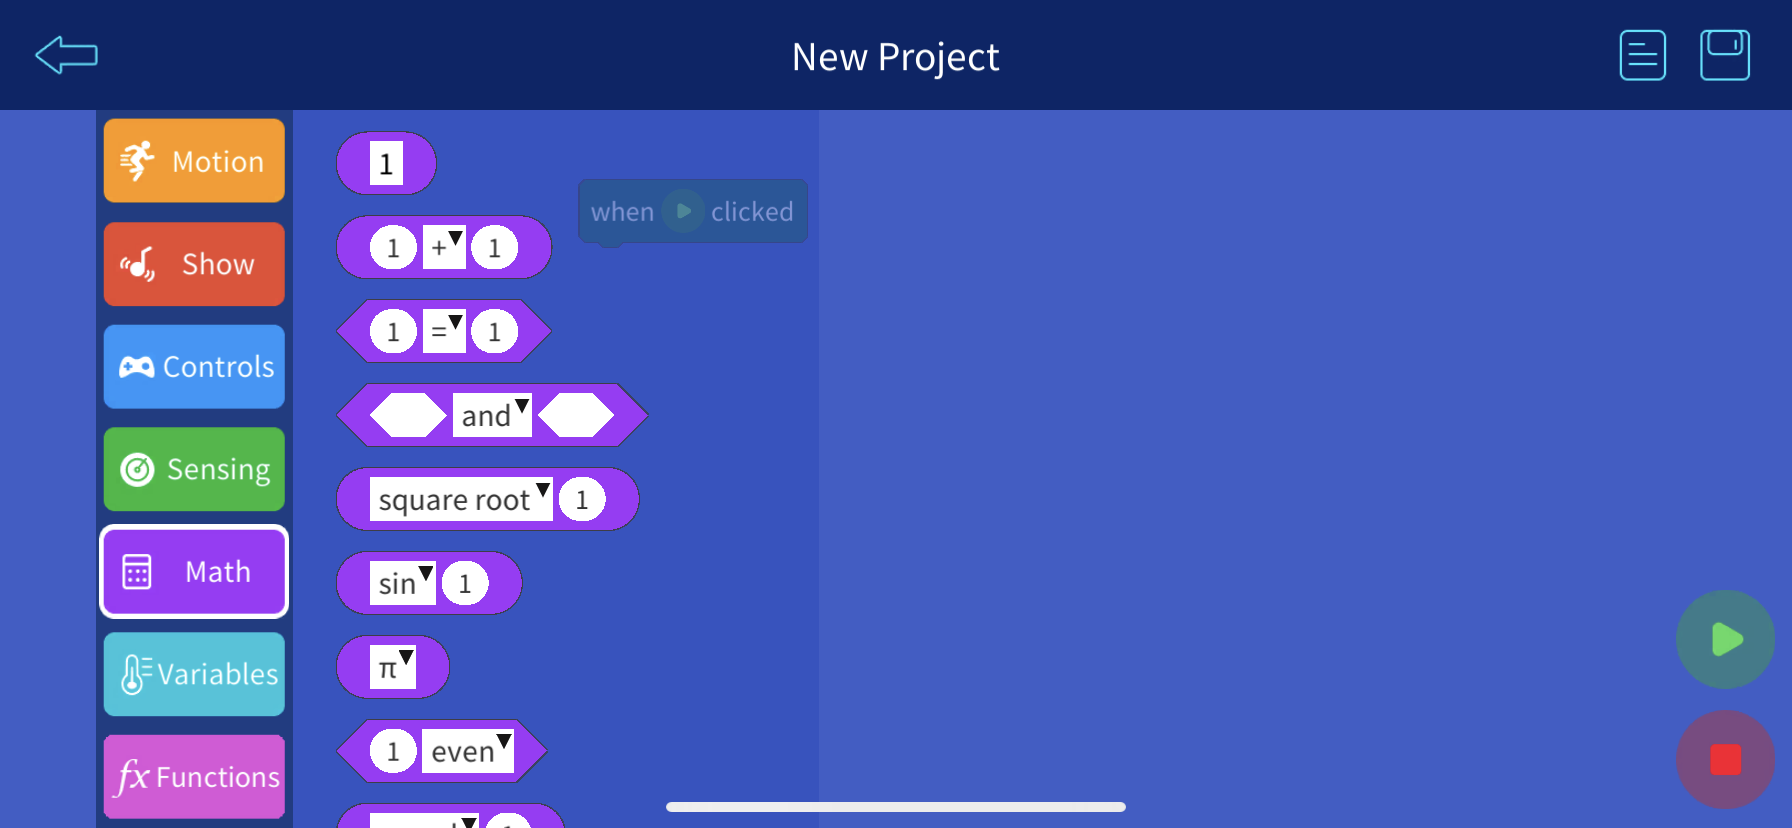 New Project
Motion
Show
Controls
Sensing
Math
Variables
fx Functions
1
1 + 1
when clicked
1 = 1
and
square root 1
sin 1
π
1 even